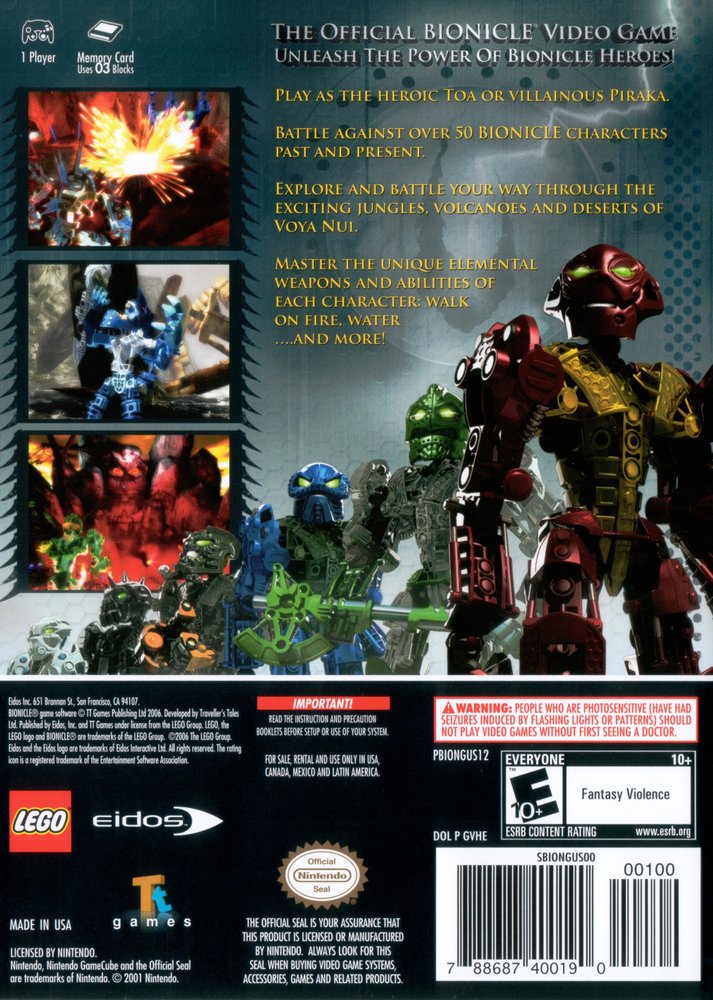 1 Player
Memory Card
Uses 03 Blocks
The Official BIONICLE® Video Game
Unleash The Power Of Bionicle Heroes!
Play as the heroic Toa or villainous Piraka.
Battle against over 50 BIONICLE characters
past and present.
Explore and battle your way through the
exciting jungles, volcanoes and deserts of
Voya Nui.
Master the unique elemental
weapons and abilities of
each character: walk
on fire, water
....and more!
Eidos Inc. 651 Brannan St., San Francisco, CA 94107.
BIONICLE® game software © TT Games Publishing Ltd 2006. Developed by Traveller's Tales
Ltd. Published by Eidos, Inc. and TT Games under license from the LEGO Group. LEGO, the
LEGO logo and BIONICLE® are trademarks of the LEGO Group. ©2006 The LEGO Group.
Eidos and the Eidos logo are trademarks of Eidos Interactive Ltd. All rights reserved. The rating
icon is a registered trademark of the Entertainment Software Association.
IMPORTANT!
READ THE INSTRUCTION AND PRECAUTION
BOOKLETS BEFORE SETUP OR USE OF YOUR SYSTEM.
FOR SALE, RENTAL AND USE ONLY IN USA,
CANADA, MEXICO AND LATIN AMERICA.
WARNING: PEOPLE WHO ARE PHOTOSENSITIVE (HAVE HAD
SEIZURES INDUCED BY FLASHING LIGHTS OR PATTERNS) SHOULD
NOT PLAY VIDEO GAMES WITHOUT FIRST SEEING A DOCTOR.
PBIONGUS12
EVERYONE 10+
E
10+
TM
Fantasy Violence
ESRB CONTENT RATING www.esrb.org
DOL P GVHE
LEGO
eidos
Tt
games
Official
Nintendo
Seal
MADE IN USA
LICENSED BY NINTENDO.
Nintendo, Nintendo GameCube and the Official Seal
are trademarks of Nintendo. © 2001 Nintendo.
THE OFFICIAL SEAL IS YOUR ASSURANCE THAT
THIS PRODUCT IS LICENSED OR MANUFACTURED
BY NINTENDO. ALWAYS LOOK FOR THIS
SEAL WHEN BUYING VIDEO GAME SYSTEMS,
ACCESSORIES, GAMES AND RELATED PRODUCTS.
SBIONGUS00
00100
7 88687 40019 0